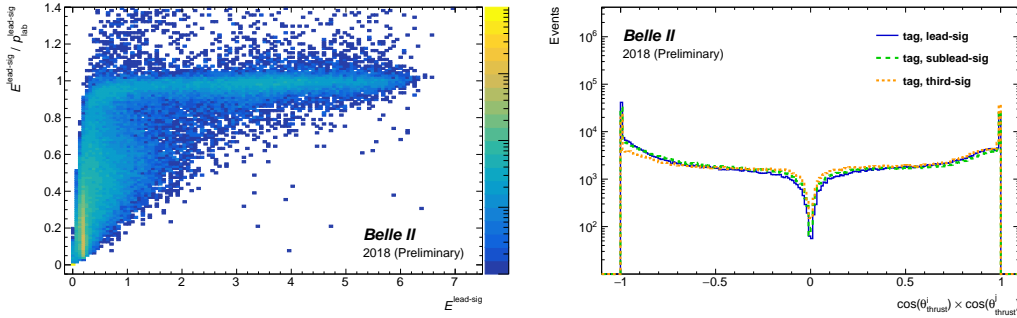 E^lead-sig / p_lab^lead-sig
1.4
1.2
1
0.8
0.6
0.4
0.2
0
0 1 2 3 4 5 6 7
E^lead-sig
Belle II
2018 (Preliminary)
Events
10^6
10^5
10^4
10^3
10^2
−1 −0.5 0 0.5 1
cos(θ^i_thrust) × cos(θ^j_thrust)
Belle II
2018 (Preliminary)
tag, lead-sig
tag, sublead-sig
tag, third-sig